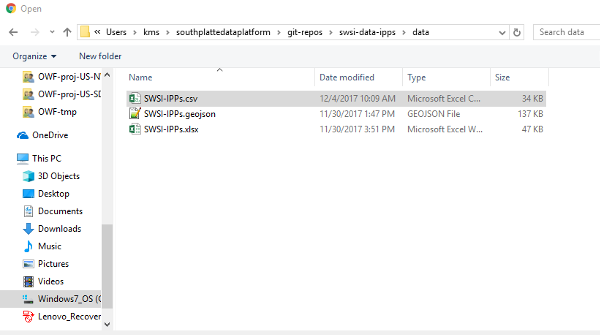 Open
« Users > kms > southplattedataplatform > git-repos > swsi-data-ipps > data
Search data
Organize New folder
Name Date modified Type Size
OWF-proj-US-N
OWF-proj-US-SD
OWF-tmp
OneDrive
This PC
3D Objects
Desktop
Documents
Downloads
Music
Pictures
Videos
Windows7_OS (C
Lenovo_Recover
SWSI-IPPs.csv 12/4/2017 10:09 AM Microsoft Excel C... 34 KB
SWSI-IPPs.geojson 11/30/2017 1:47 PM GEOJSON File 137 KB
SWSI-IPPs.xlsx 11/30/2017 3:51 PM Microsoft Excel W... 47 KB